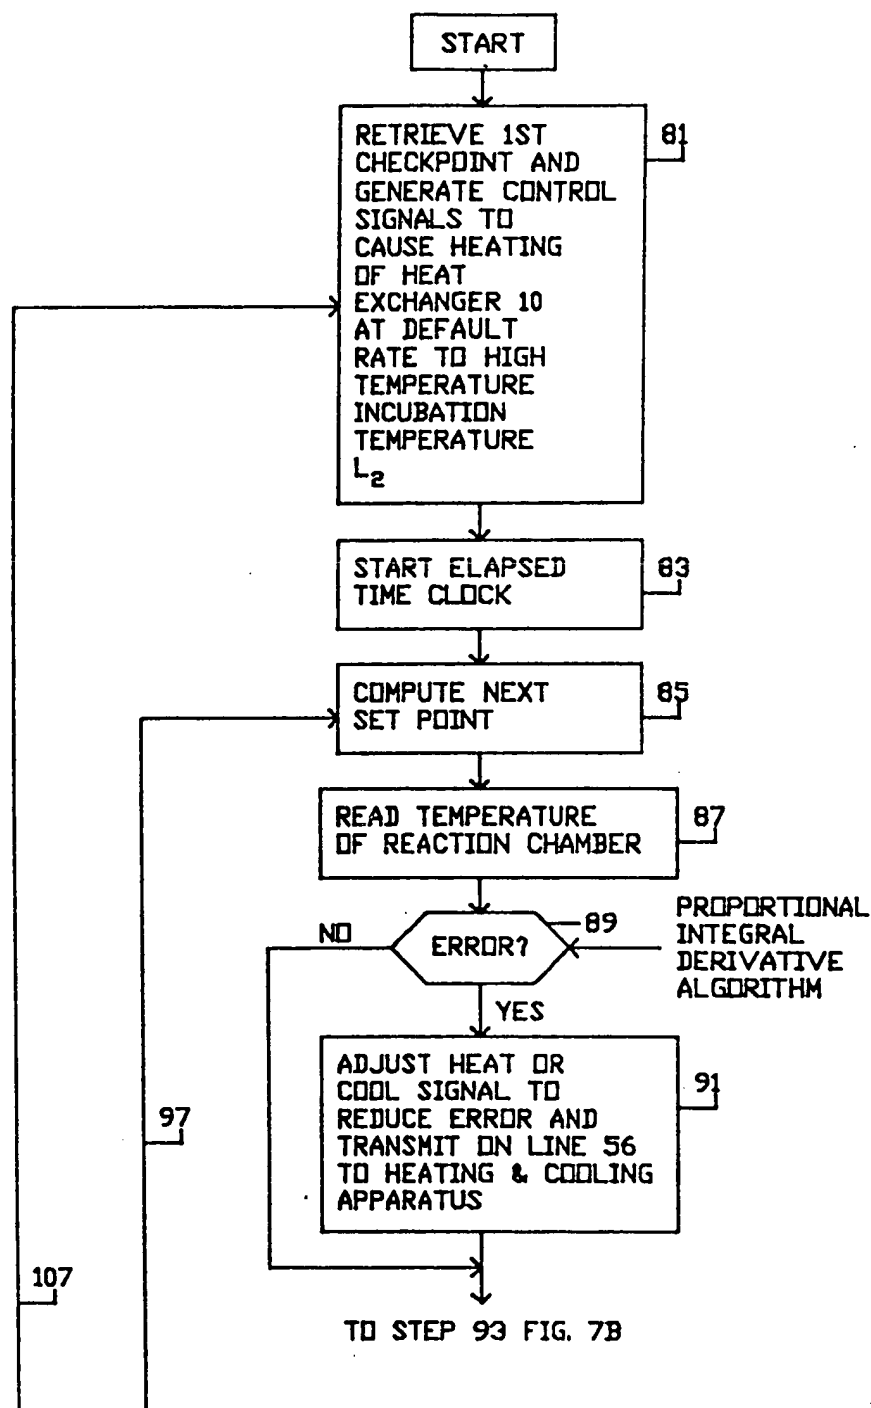 START
RETRIEVE 1ST
CHECKPOINT AND
GENERATE CONTROL
SIGNALS TO
CAUSE HEATING
OF HEAT
EXCHANGER 10
AT DEFAULT
RATE TO HIGH
TEMPERATURE
INCUBATION
TEMPERATURE
L₂
81
START ELAPSED
TIME CLOCK
83
COMPUTE NEXT
SET POINT
85
READ TEMPERATURE
OF REACTION CHAMBER
87
ERROR?
89
NO
YES
PROPORTIONAL
INTEGRAL
DERIVATIVE
ALGORITHM
ADJUST HEAT OR
COOL SIGNAL TO
REDUCE ERROR AND
TRANSMIT ON LINE 56
TO HEATING & COOLING
APPARATUS
91
97
107
TO STEP 93 FIG. 7B